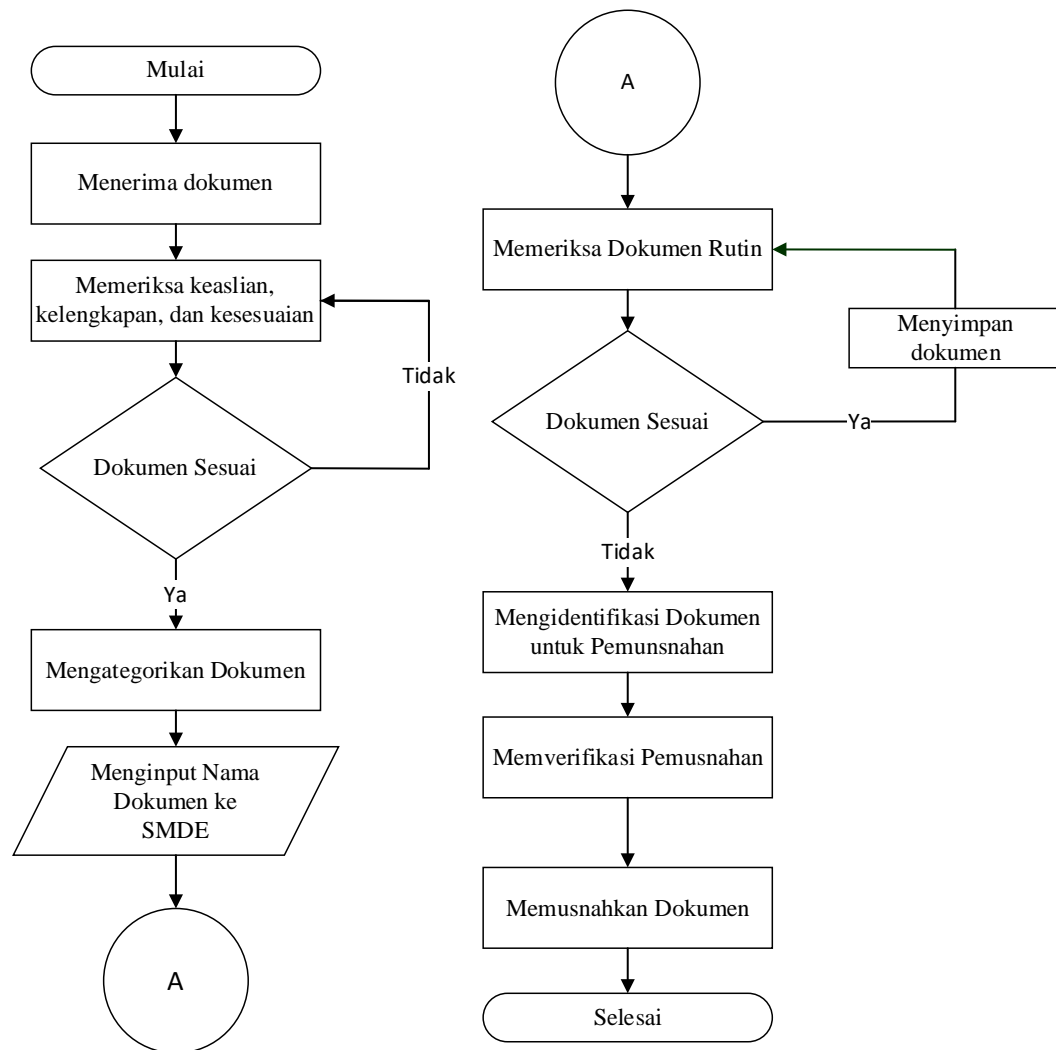 Mulai
Menerima dokumen
Memeriksa keaslian,
kelengkapan, dan kesesuaian
Tidak
Dokumen Sesuai
Ya
Mengategorikan Dokumen
Menginput Nama
Dokumen ke
SMDE
A
A
Memeriksa Dokumen Rutin
Menyimpan
dokumen
Dokumen Sesuai
Ya
Tidak
Mengidentifikasi Dokumen
untuk Pemunsnahan
Memverifikasi Pemusnahan
Memusnahkan Dokumen
Selesai